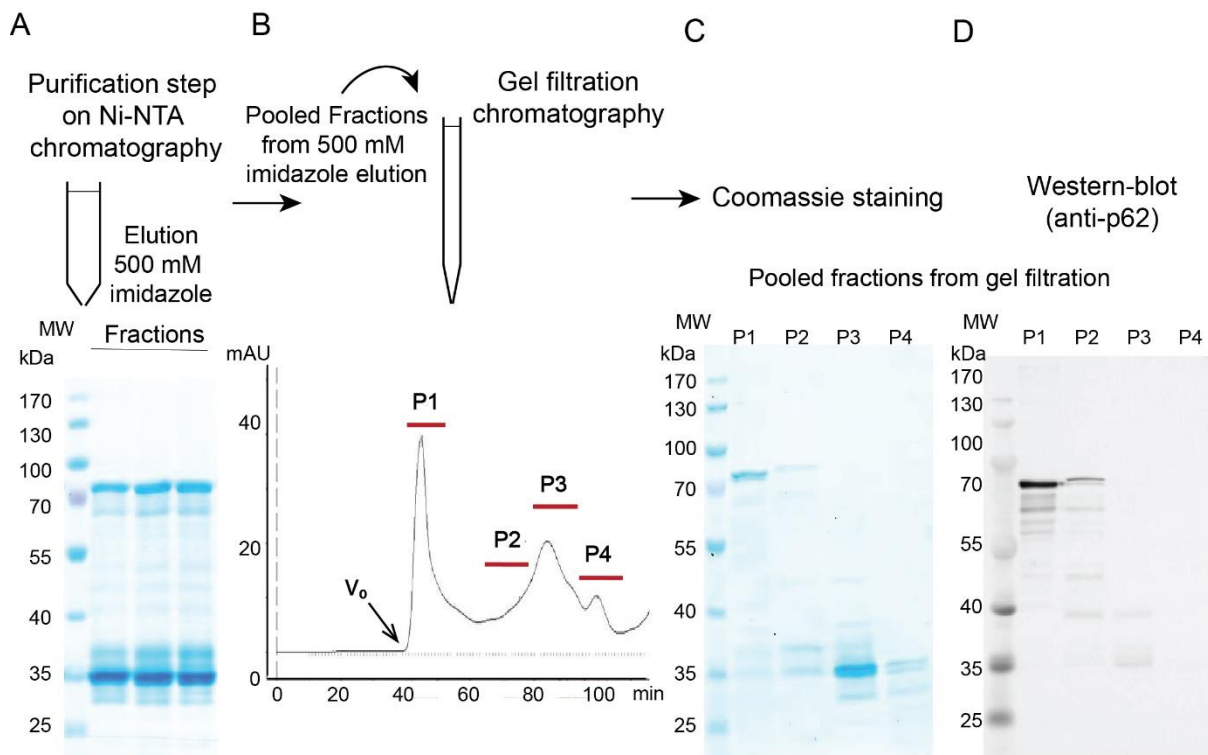 A
Purification step
on Ni-NTA
chromatography
Elution
500 mM
imidazole
MW
kDa
Fractions
170
130
100
70
55
40
35
25
B
Pooled Fractions
from 500 mM
imidazole elution
Gel filtration
chromatography
mAU
40
20
0
P1
P2
P3
P4
Vo
0
20
40
60
80
100
min
C
Coomassie staining
D
Western-blot
(anti-p62)
Pooled fractions from gel filtration
MW
kDa
P1 P2 P3 P4
170
130
100
70
55
40
35
25
MW
kDa
P1 P2 P3 P4
170
130
100
70
55
40
35
25